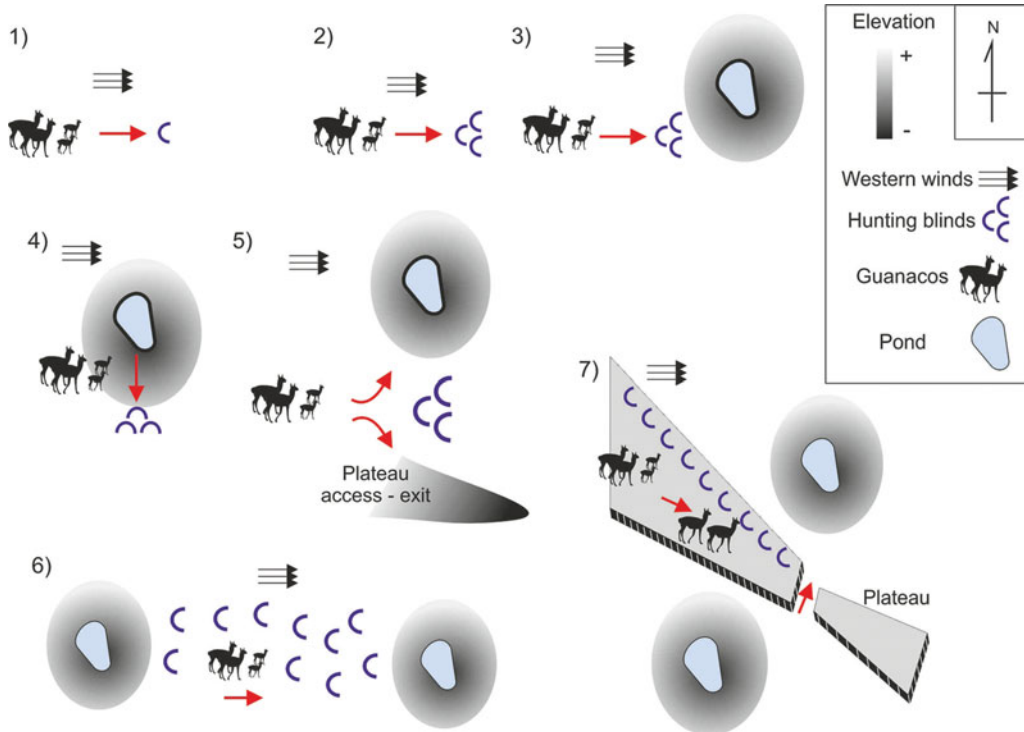 1)
2)
3)
4)
5)
Plateau
access - exit
6)
7)
Plateau
Elevation
+
-
N
Western winds
Hunting blinds
Guanacos
Pond